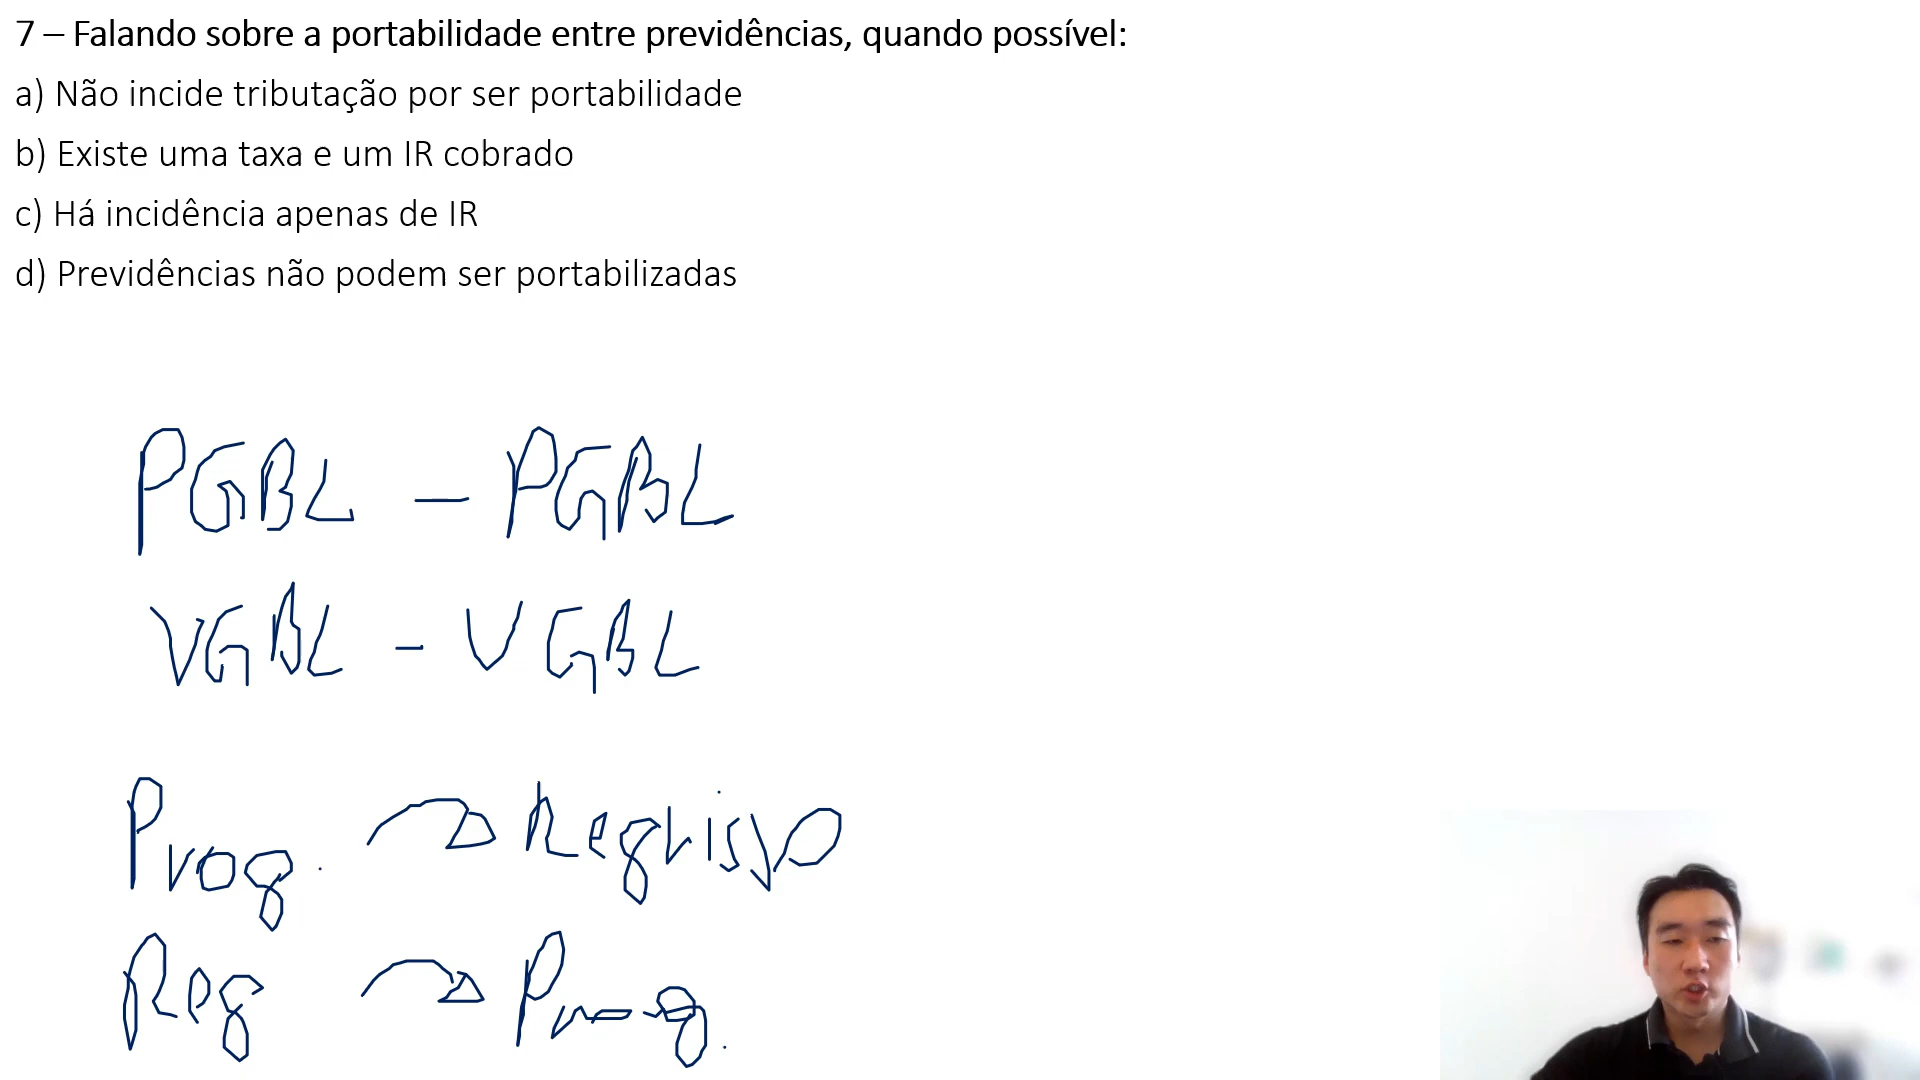 7 – Falando sobre a portabilidade entre previdências, quando possível:
a) Não incide tributação por ser portabilidade
b) Existe uma taxa e um IR cobrado
c) Há incidência apenas de IR
d) Previdências não podem ser portabilizadas
PGBL – PGBL
VGBL - VGBL
Prog.
Reg Prog.